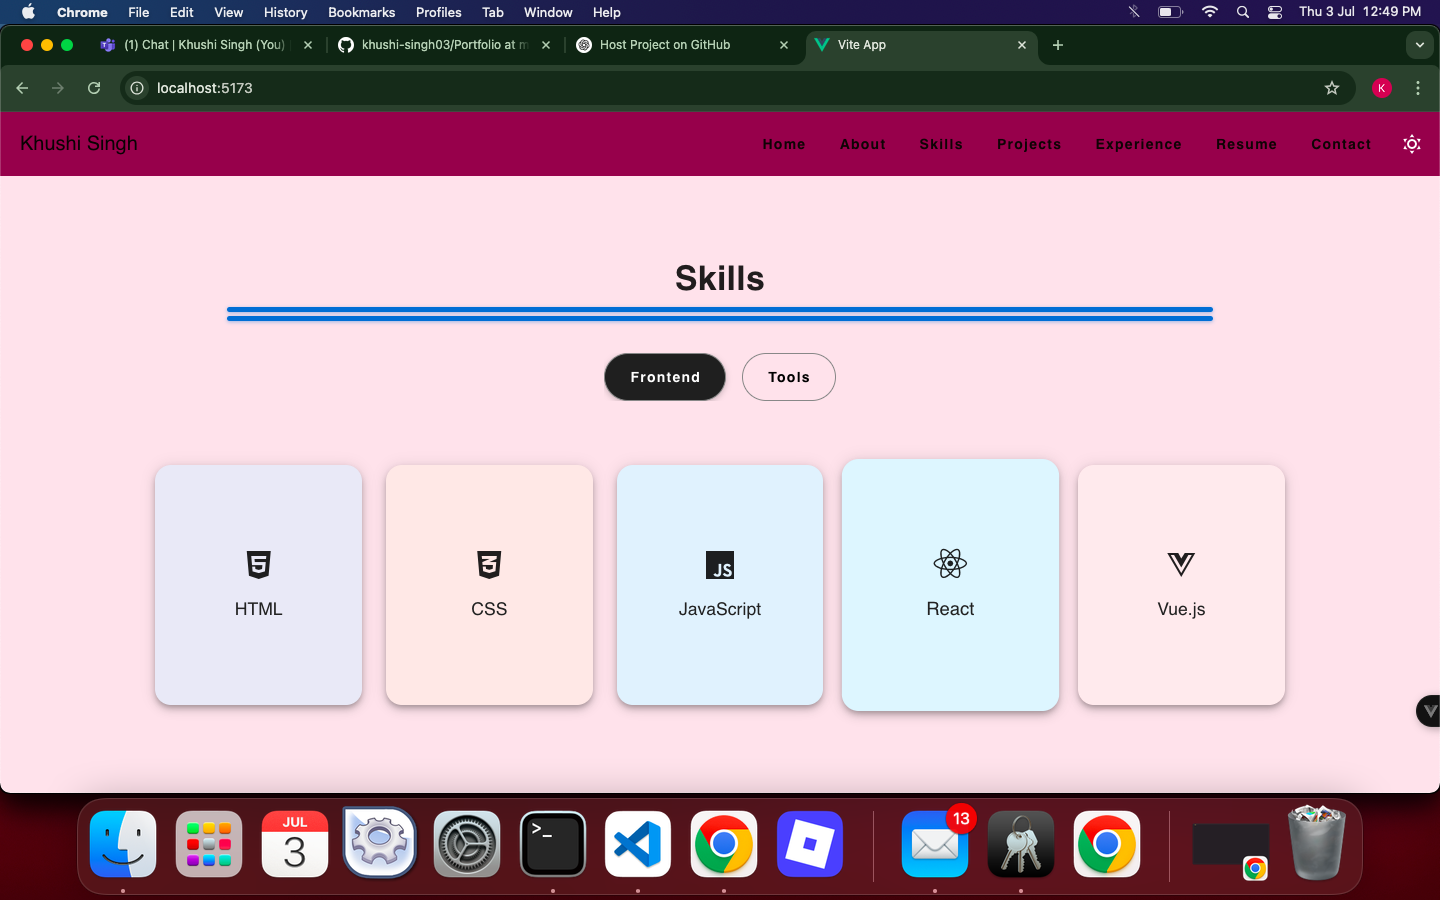 Chrome File Edit View History Bookmarks Profiles Tab Window Help Thu 3 Jul 12:49 PM
(1) Chat | Khushi Singh (You) khushi-singh03/Portfolio at m Host Project on GitHub Vite App
localhost:5173 K
Khushi Singh Home About Skills Projects Experience Resume Contact
Skills
Frontend Tools
5 3 JS
HTML CSS JavaScript React Vue.js
JUL
3
>_
13